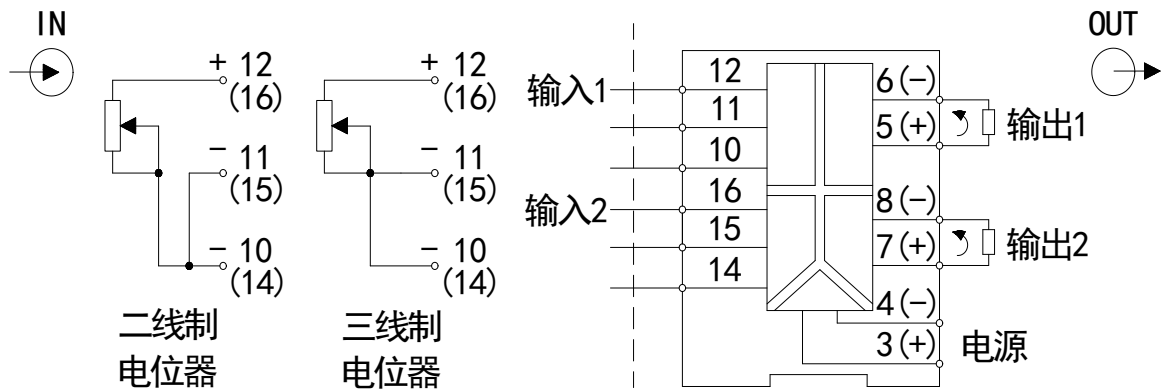 IN
+ 12
(16)
- 11
(15)
- 10
(14)
二线制
电位器
+ 12
(16)
- 11
(15)
- 10
(14)
三线制
电位器
输入1
输入2
12
11
10
16
15
14
6(-)
5(+)
8(-)
7(+)
4(-)
3(+)
OUT
输出1
输出2
电源